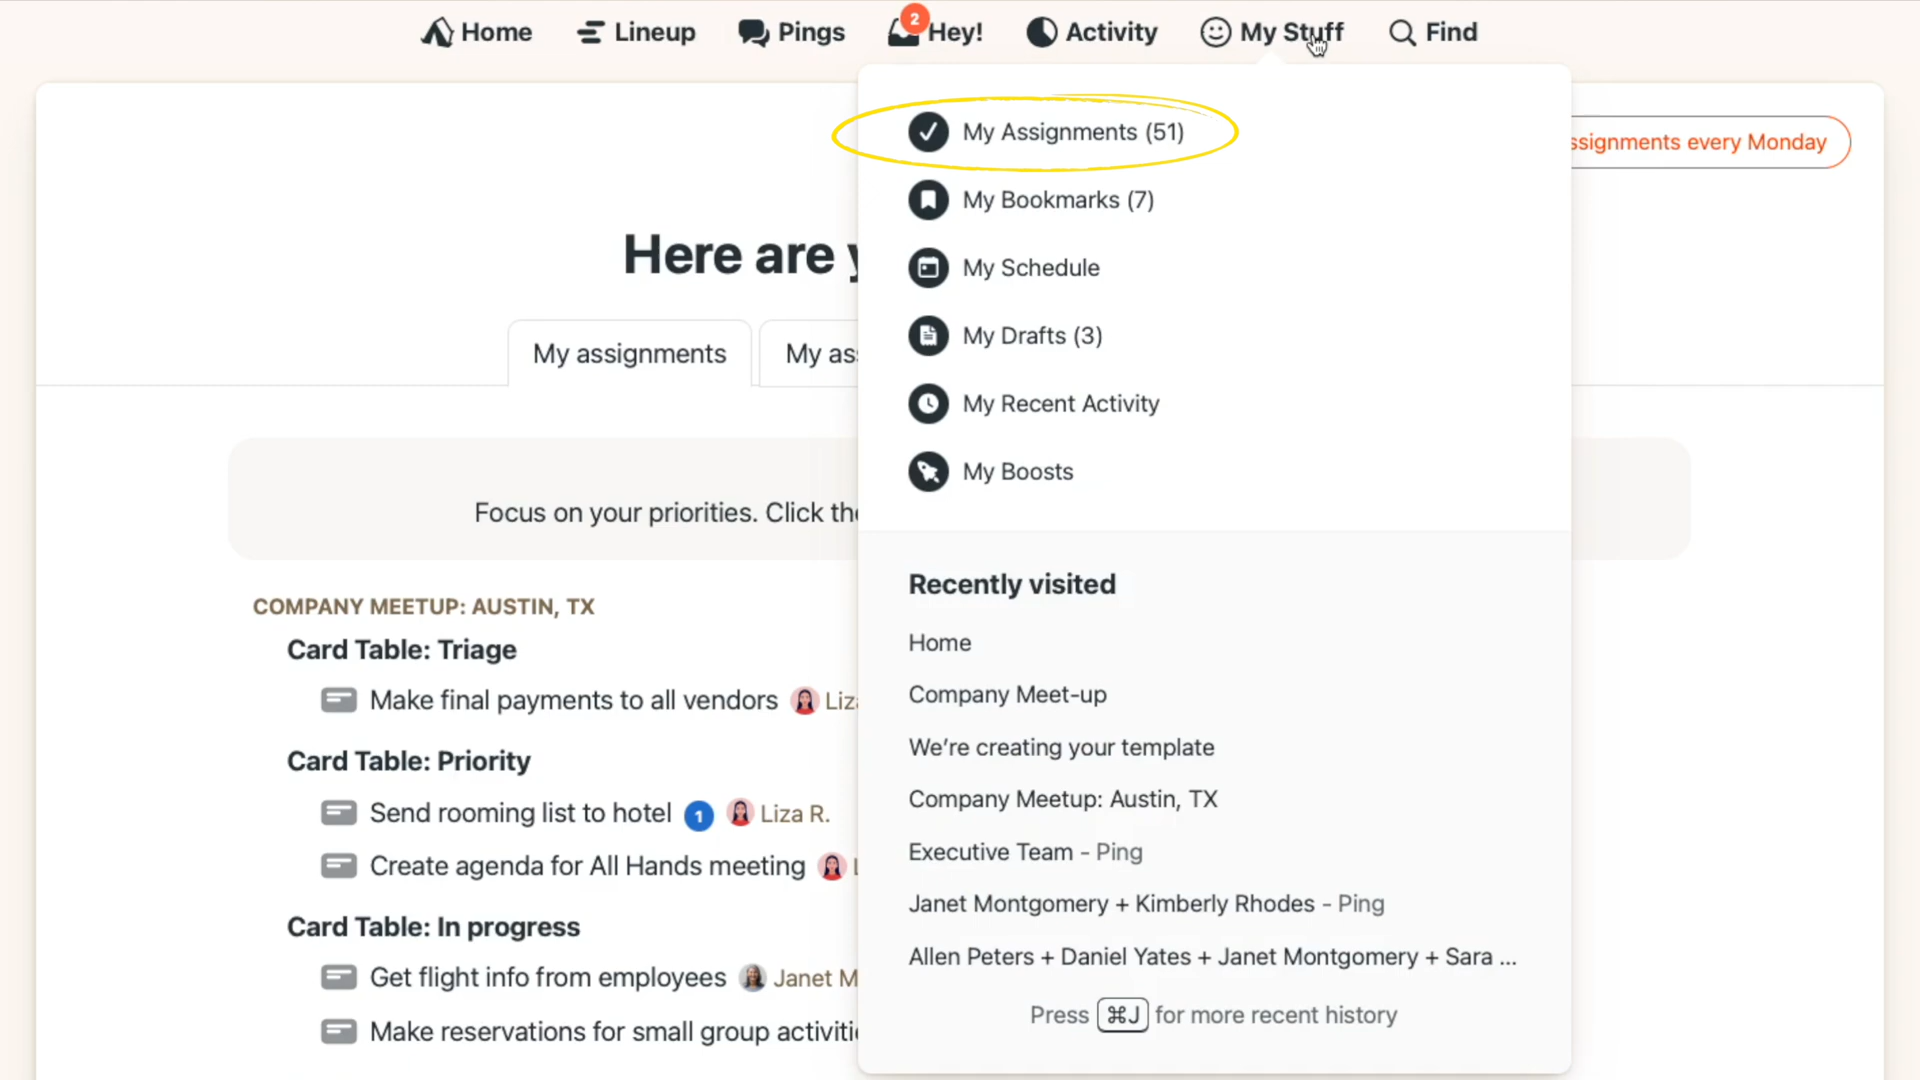 Home Lineup Pings 2 Hey! Activity My Stuff Find
My Assignments (51)
ssignments every Monday
My Bookmarks (7)
My Schedule
My Drafts (3)
My Recent Activity
My Boosts
Here are
My assignments My as
Focus on your priorities. Click the
COMPANY MEETUP: AUSTIN, TX
Card Table: Triage
Make final payments to all vendors Liz
Card Table: Priority
Send rooming list to hotel 1 Liza R.
Create agenda for All Hands meeting
Card Table: In progress
Get flight info from employees Janet M
Make reservations for small group activiti
Recently visited
Home
Company Meet-up
We’re creating your template
Company Meetup: Austin, TX
Executive Team - Ping
Janet Montgomery + Kimberly Rhodes - Ping
Allen Peters + Daniel Yates + Janet Montgomery + Sara ...
Press ⌘J for more recent history